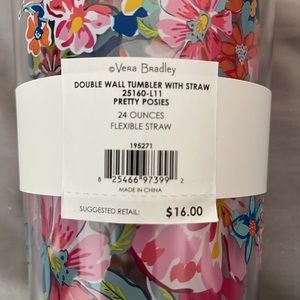 ©Vera Bradley
DOUBLE WALL TUMBLER WITH STRAW
25160-L11
PRETTY POSIES
24 OUNCES
FLEXIBLE STRAW
195271
8 25466 97399 2
MADE IN CHINA
SUGGESTED RETAIL: $16.00